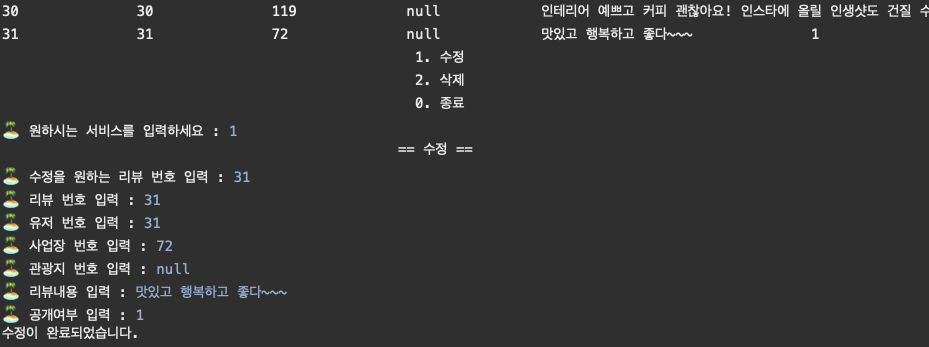 30 30 119 null 인테리어 예쁘고 커피 괜찮아요! 인스타에 올릴 인생샷도 건질 수
31 31 72 null 맛있고 행복하고 좋다~~~ 1
1. 수정
2. 삭제
0. 종료
🏝️ 원하시는 서비스를 입력하세요 : 1
== 수정 ==
🏝️ 수정을 원하는 리뷰 번호 입력 : 31
🏝️ 리뷰 번호 입력 : 31
🏝️ 유저 번호 입력 : 31
🏝️ 사업장 번호 입력 : 72
🏝️ 관광지 번호 입력 : null
🏝️ 리뷰내용 입력 : 맛있고 행복하고 좋다~~~
🏝️ 공개여부 입력 : 1
수정이 완료되었습니다.